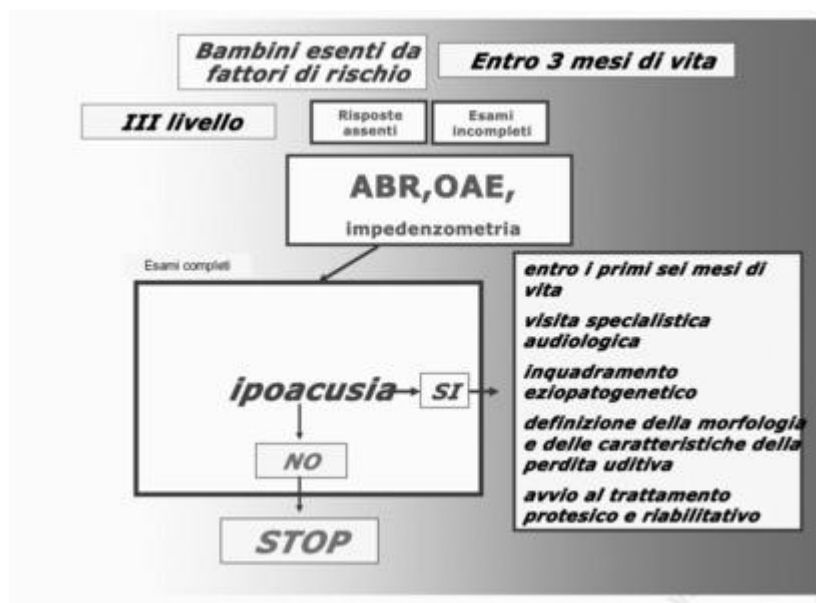 Bambini esenti da
fattori di rischio
Entro 3 mesi di vita
III livello
Risposte
assenti
Esami
incompleti
ABR,OAE,
impedenzometria
Esami completi
ipoacusia
SI
NO
STOP
entro i primi sei mesi di
vita
visita specialistica
audiologica
inquadramento
eziopatogenetico
definizione della morfologia
e delle caratteristiche della
perdita uditiva
avvio al trattamento
protesico e riabilitativo